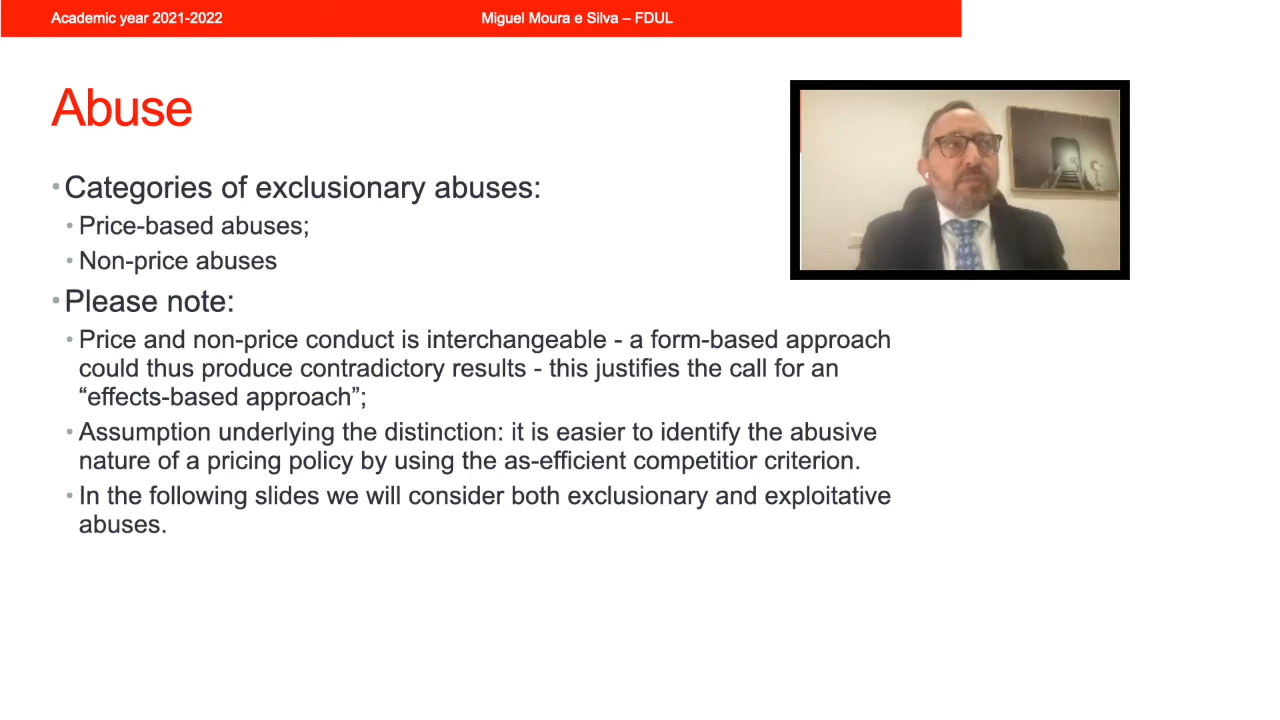 Academic year 2021-2022 Miguel Moura e Silva – FDUL
Abuse
•Categories of exclusionary abuses:
•Price-based abuses;
•Non-price abuses
•Please note:
•Price and non-price conduct is interchangeable - a form-based approach
could thus produce contradictory results - this justifies the call for an
“effects-based approach”;
•Assumption underlying the distinction: it is easier to identify the abusive
nature of a pricing policy by using the as-efficient competitior criterion.
•In the following slides we will consider both exclusionary and exploitative
abuses.